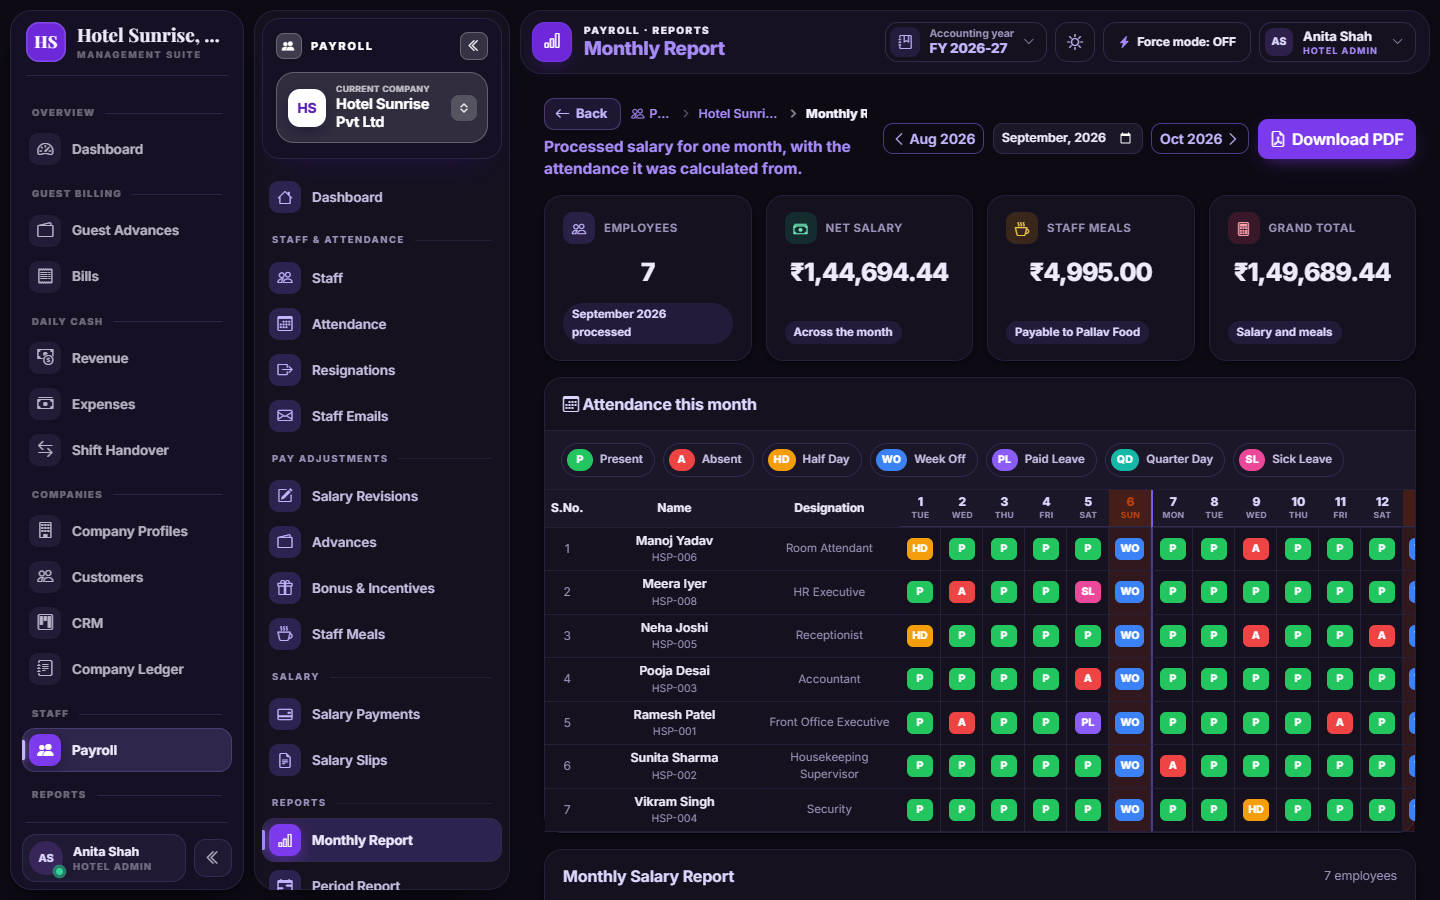 HS
Hotel Sunrise, ...
MANAGEMENT SUITE
OVERVIEW
Dashboard
GUEST BILLING
Guest Advances
Bills
DAILY CASH
Revenue
Expenses
Shift Handover
COMPANIES
Company Profiles
Customers
CRM
Company Ledger
STAFF
Payroll
REPORTS
AS
Anita Shah
HOTEL ADMIN
PAYROLL
HS
CURRENT COMPANY
Hotel Sunrise
Pvt Ltd
Dashboard
STAFF & ATTENDANCE
Staff
Attendance
Resignations
Staff Emails
PAY ADJUSTMENTS
Salary Revisions
Advances
Bonus & Incentives
Staff Meals
SALARY
Salary Payments
Salary Slips
REPORTS
Monthly Report
Period Report
PAYROLL · REPORTS
Monthly Report
Accounting year
FY 2026-27
Force mode: OFF
AS
Anita Shah
HOTEL ADMIN
Back
P...
Hotel Sunri...
Monthly R
Processed salary for one month, with the
attendance it was calculated from.
Aug 2026
September, 2026
Oct 2026
Download PDF
EMPLOYEES
7
September 2026
processed
NET SALARY
₹1,44,694.44
Across the month
STAFF MEALS
₹4,995.00
Payable to Pallav Food
GRAND TOTAL
₹1,49,689.44
Salary and meals
Attendance this month
P Present A Absent HD Half Day WO Week Off PL Paid Leave QD Quarter Day SL Sick Leave
S.No. Name Designation 1 TUE 2 WED 3 THU 4 FRI 5 SAT 6 SUN 7 MON 8 TUE 9 WED 10 THU 11 FRI 12 SAT
1 Manoj Yadav HSP-006 Room Attendant HD P P P P WO P P A P P P
2 Meera Iyer HSP-008 HR Executive P A P P SL WO P P P P P P
3 Neha Joshi HSP-005 Receptionist HD P P P P WO P P A P P A
4 Pooja Desai HSP-003 Accountant P P P P A WO P P P P P P
5 Ramesh Patel HSP-001 Front Office Executive P A P P PL WO P P P P A P
6 Sunita Sharma HSP-002 Housekeeping Supervisor P P P P P WO A P P P P P
7 Vikram Singh HSP-004 Security P P P P P WO P P HD P P P
Monthly Salary Report
7 employees